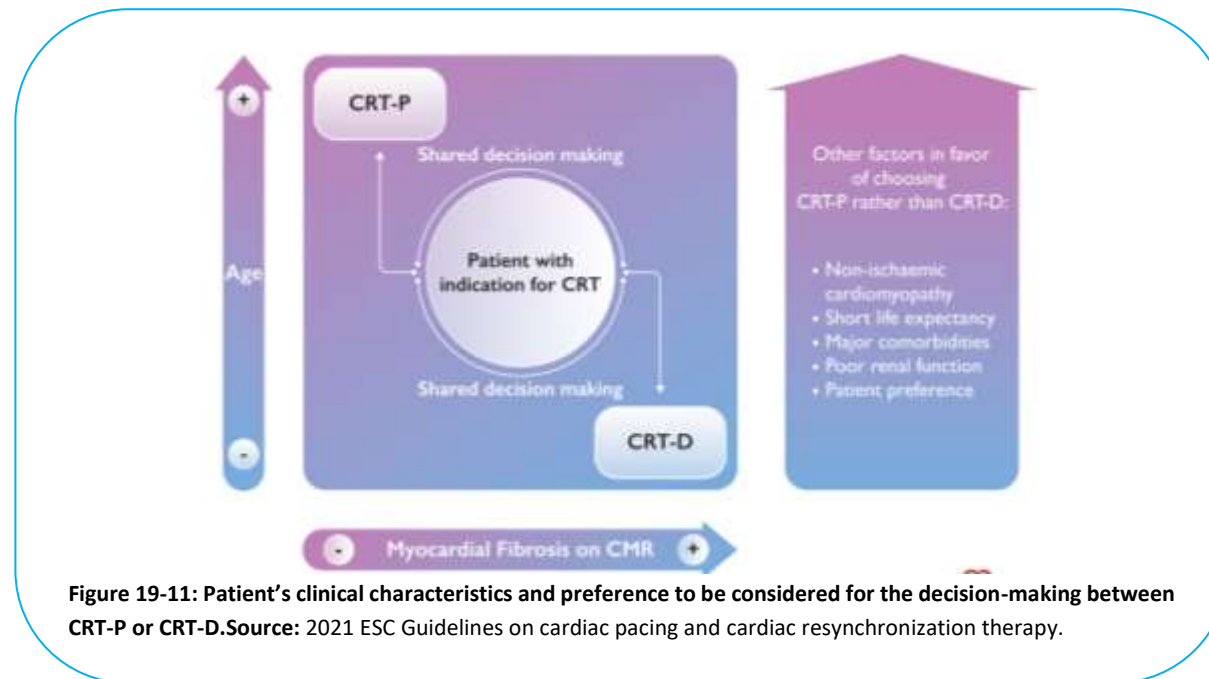 +
CRT-P
Shared decision making
Age
Patient with
indication for CRT
Shared decision making
CRT-D
-
Other factors in favor
of choosing
CRT-P rather than CRT-D:
• Non-ischaemic
cardiomyopathy
• Short life expectancy
• Major comorbidities
• Poor renal function
• Patient preference
- Myocardial Fibrosis on CMR +
Figure 19-11: Patient’s clinical characteristics and preference to be considered for the decision-making between
CRT-P or CRT-D.Source: 2021 ESC Guidelines on cardiac pacing and cardiac resynchronization therapy.